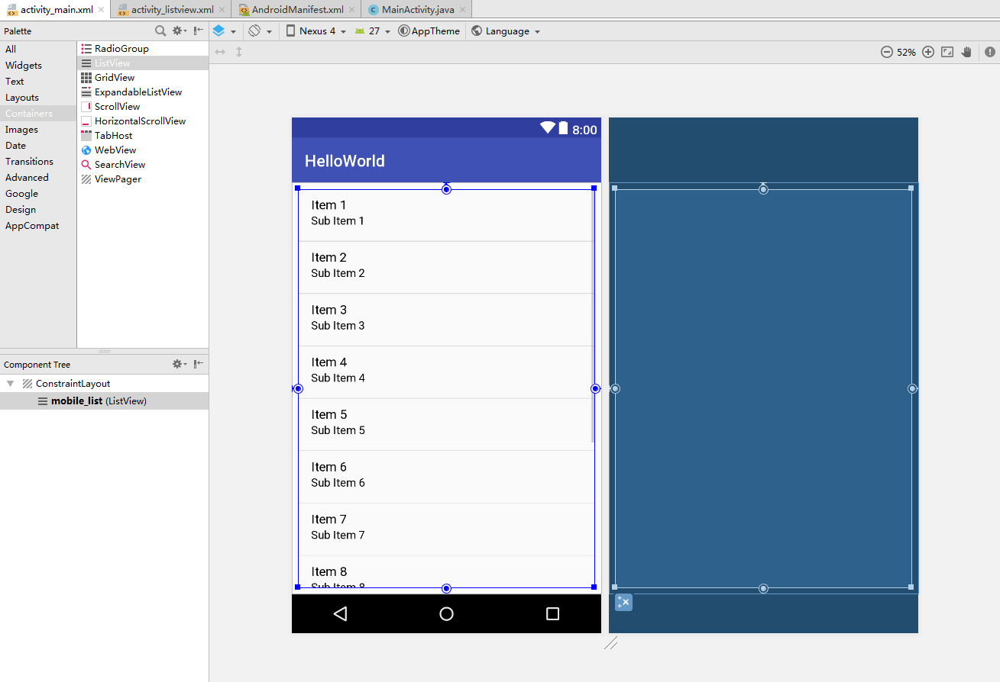 activity_main.xml activity_listview.xml AndroidManifest.xml MainActivity.java
Palette Nexus 4 27 AppTheme Language
52%
All
Widgets
Text
Layouts
Containers
Images
Date
Transitions
Advanced
Google
Design
AppCompat
RadioGroup
ListView
GridView
ExpandableListView
ScrollView
HorizontalScrollView
TabHost
WebView
SearchView
ViewPager
Component Tree
ConstraintLayout
mobile_list (ListView)
8:00
HelloWorld
Item 1
Sub Item 1
Item 2
Sub Item 2
Item 3
Sub Item 3
Item 4
Sub Item 4
Item 5
Sub Item 5
Item 6
Sub Item 6
Item 7
Sub Item 7
Item 8
Sub Item 8